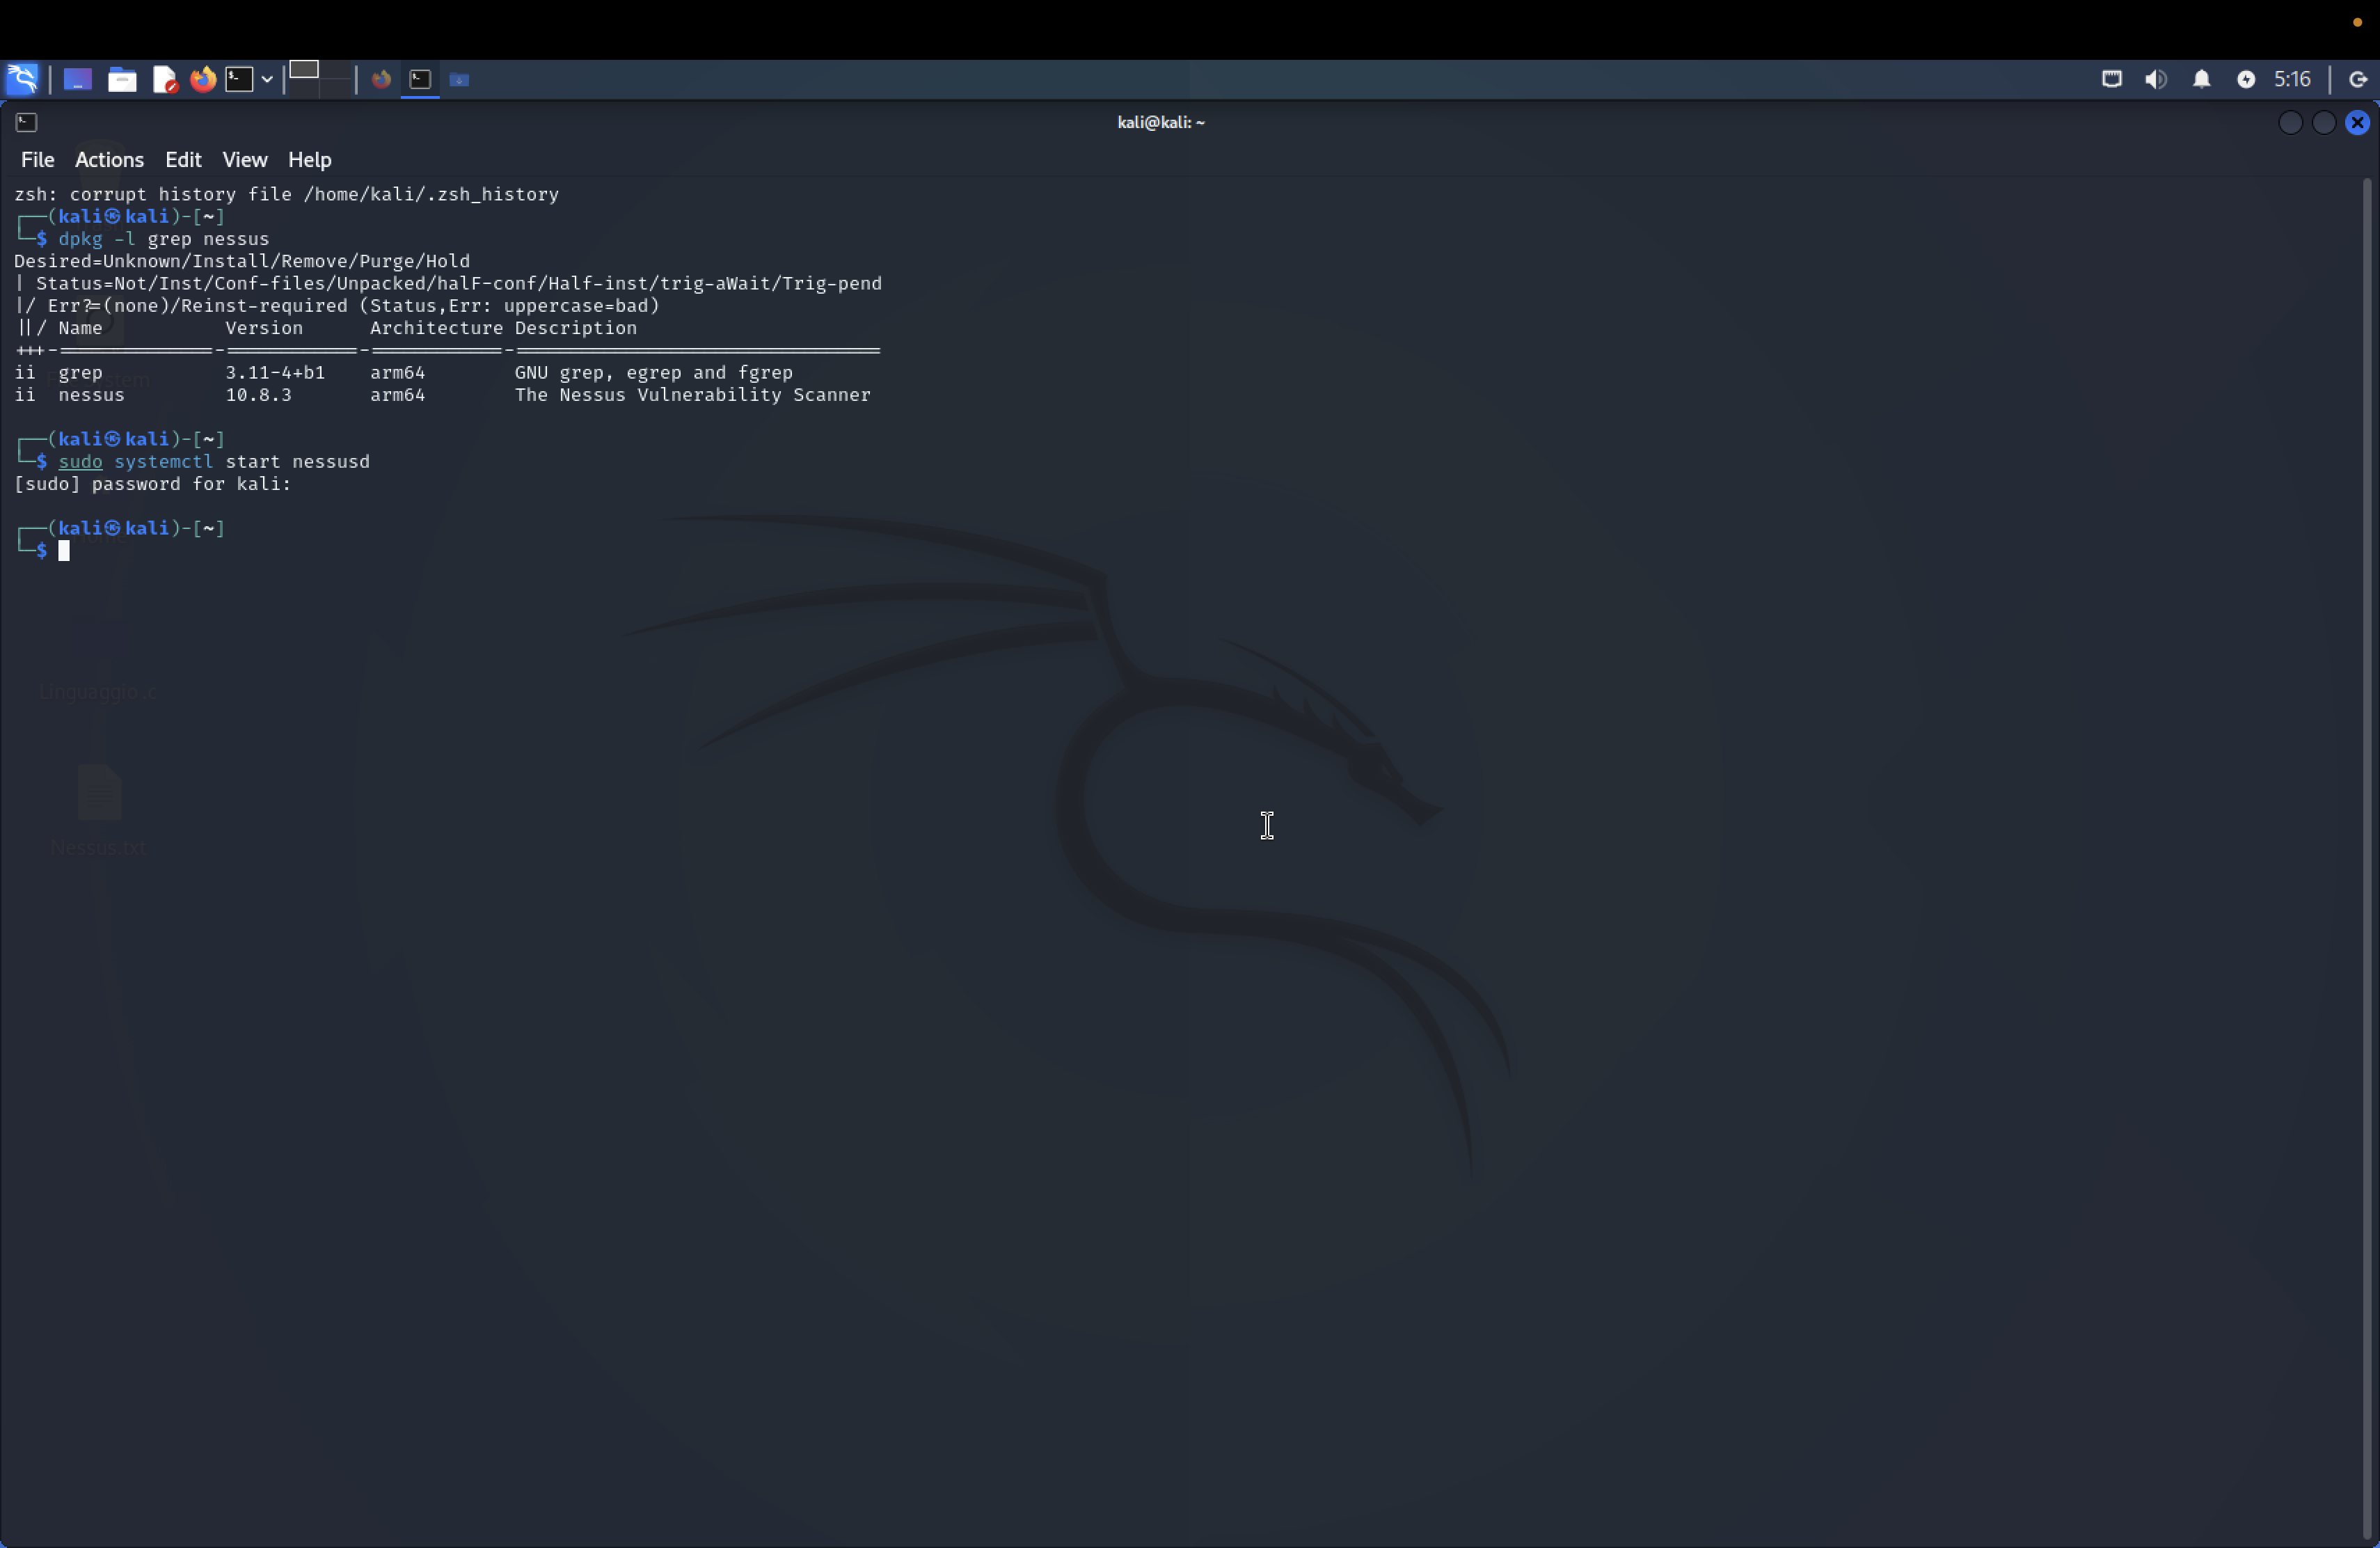 5:16
kali@kali: ~
File Actions Edit View Help
zsh: corrupt history file /home/kali/.zsh_history
┌──(kali㉿kali)-[~]
└─$ dpkg -l grep nessus
Desired=Unknown/Install/Remove/Purge/Hold
| Status=Not/Inst/Conf-files/Unpacked/halF-conf/Half-inst/trig-aWait/Trig-pend
|/ Err?=(none)/Reinst-required (Status,Err: uppercase=bad)
||/ Name Version Architecture Description
+++-==============-============-============-=================================
ii grep 3.11-4+b1 arm64 GNU grep, egrep and fgrep
ii nessus 10.8.3 arm64 The Nessus Vulnerability Scanner
┌──(kali㉿kali)-[~]
└─$ sudo systemctl start nessusd
[sudo] password for kali:
┌──(kali㉿kali)-[~]
└─$
Linguaggio .c
Nessus.txt